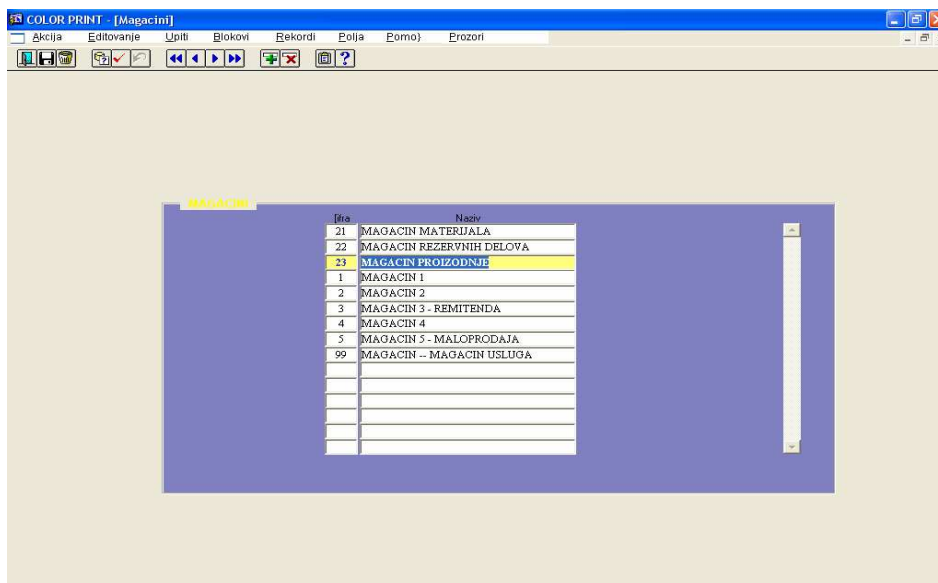 COLOR PRINT - [Magacini]
Akcija Editovanje Upiti Blokovi Rekordi Polja Pomo} Prozori
MAGACINI
[ifra Naziv
21 MAGACIN MATERIJALA
22 MAGACIN REZERVNIH DELOVA
23 MAGACIN PROIZODNJE
1 MAGACIN 1
2 MAGACIN 2
3 MAGACIN 3 - REMITENDA
4 MAGACIN 4
5 MAGACIN 5 - MALOPRODAJA
99 MAGACIN -- MAGACIN USLUGA